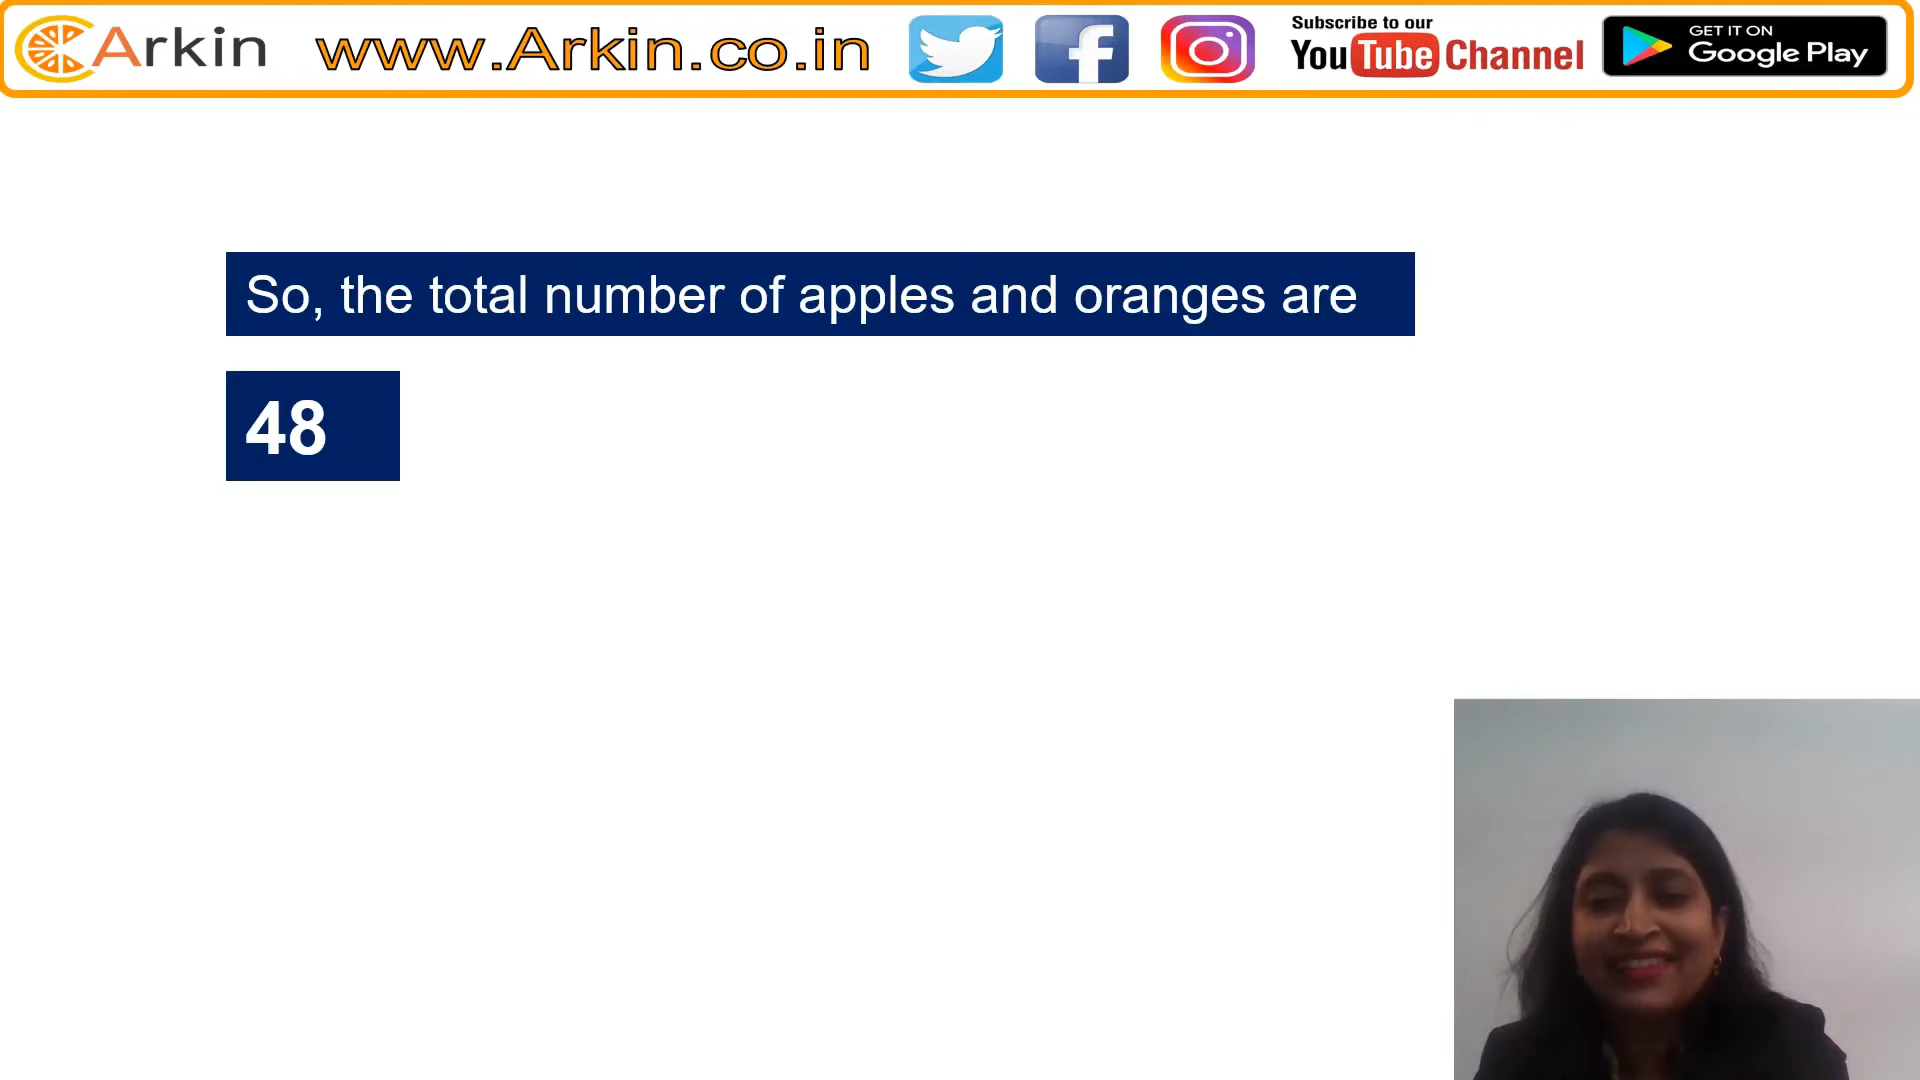 Arkin
www.Arkin.co.in
f
Subscribe to our
YouTube Channel
GET IT ON
Google Play
So, the total number of apples and oranges are
48